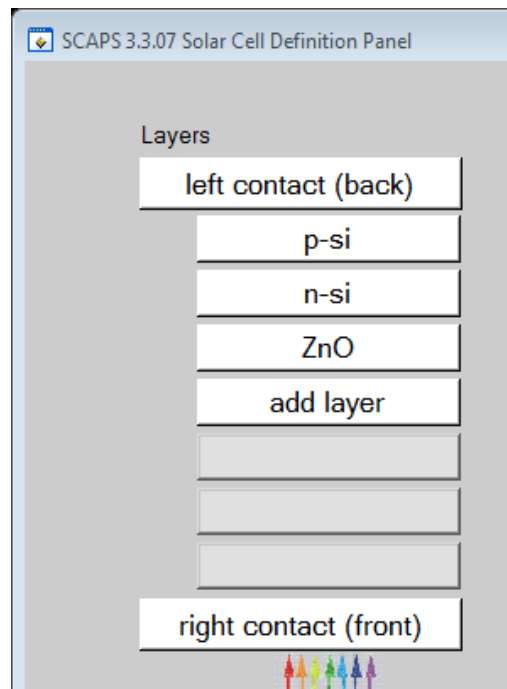 SCAPS 3.3.07 Solar Cell Definition Panel
Layers
left contact (back)
p-si
n-si
ZnO
add layer
right contact (front)